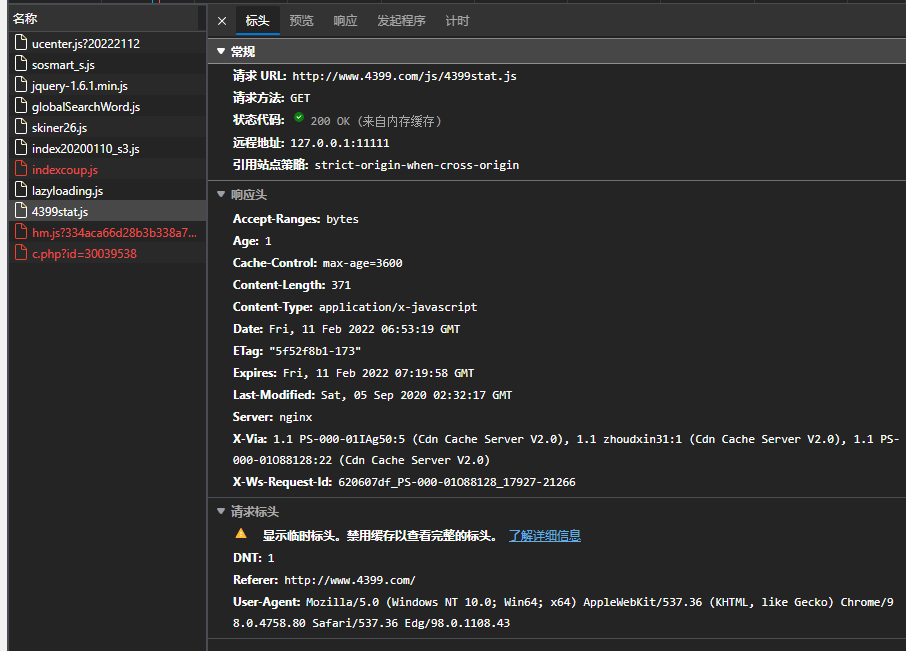 名称
ucenter.js?20222112
sosmart_s.js
jquery-1.6.1.min.js
globalSearchWord.js
skiner26.js
index20200110_s3.js
indexcoup.js
lazyloading.js
4399stat.js
hm.js?334aca66d28b3b338a7...
c.php?id=30039538
× 标头 预览 响应 发起程序 计时
▼ 常规
请求 URL: http://www.4399.com/js/4399stat.js
请求方法: GET
状态代码: 200 OK (来自内存缓存)
远程地址: 127.0.0.1:11111
引用站点策略: strict-origin-when-cross-origin
▼ 响应头
Accept-Ranges: bytes
Age: 1
Cache-Control: max-age=3600
Content-Length: 371
Content-Type: application/x-javascript
Date: Fri, 11 Feb 2022 06:53:19 GMT
ETag: "5f52f8b1-173"
Expires: Fri, 11 Feb 2022 07:19:58 GMT
Last-Modified: Sat, 05 Sep 2020 02:32:17 GMT
Server: nginx
X-Via: 1.1 PS-000-01IAg50:5 (Cdn Cache Server V2.0), 1.1 zhoudxin31:1 (Cdn Cache Server V2.0), 1.1 PS-
000-01O88128:22 (Cdn Cache Server V2.0)
X-Ws-Request-Id: 620607df_PS-000-01O88128_17927-21266
▼ 请求标头
显示临时标头。禁用缓存以查看完整的标头。 了解详细信息
DNT: 1
Referer: http://www.4399.com/
User-Agent: Mozilla/5.0 (Windows NT 10.0; Win64; x64) AppleWebKit/537.36 (KHTML, like Gecko) Chrome/9
8.0.4758.80 Safari/537.36 Edg/98.0.1108.43